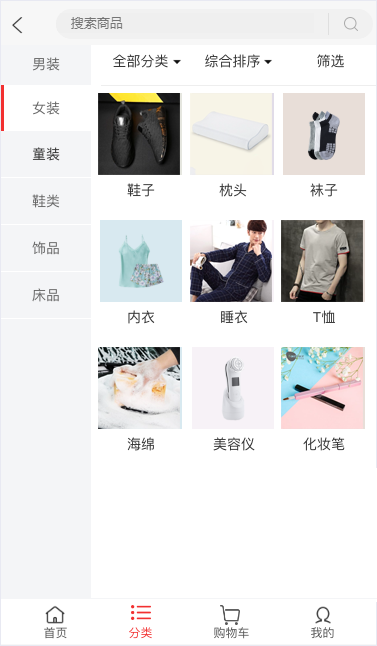 搜索商品
男装
女装
童装
鞋类
饰品
床品
全部分类 综合排序 筛选
鞋子 枕头 袜子
内衣 睡衣 T恤
海绵 美容仪 化妆笔
首页 分类 购物车 我的